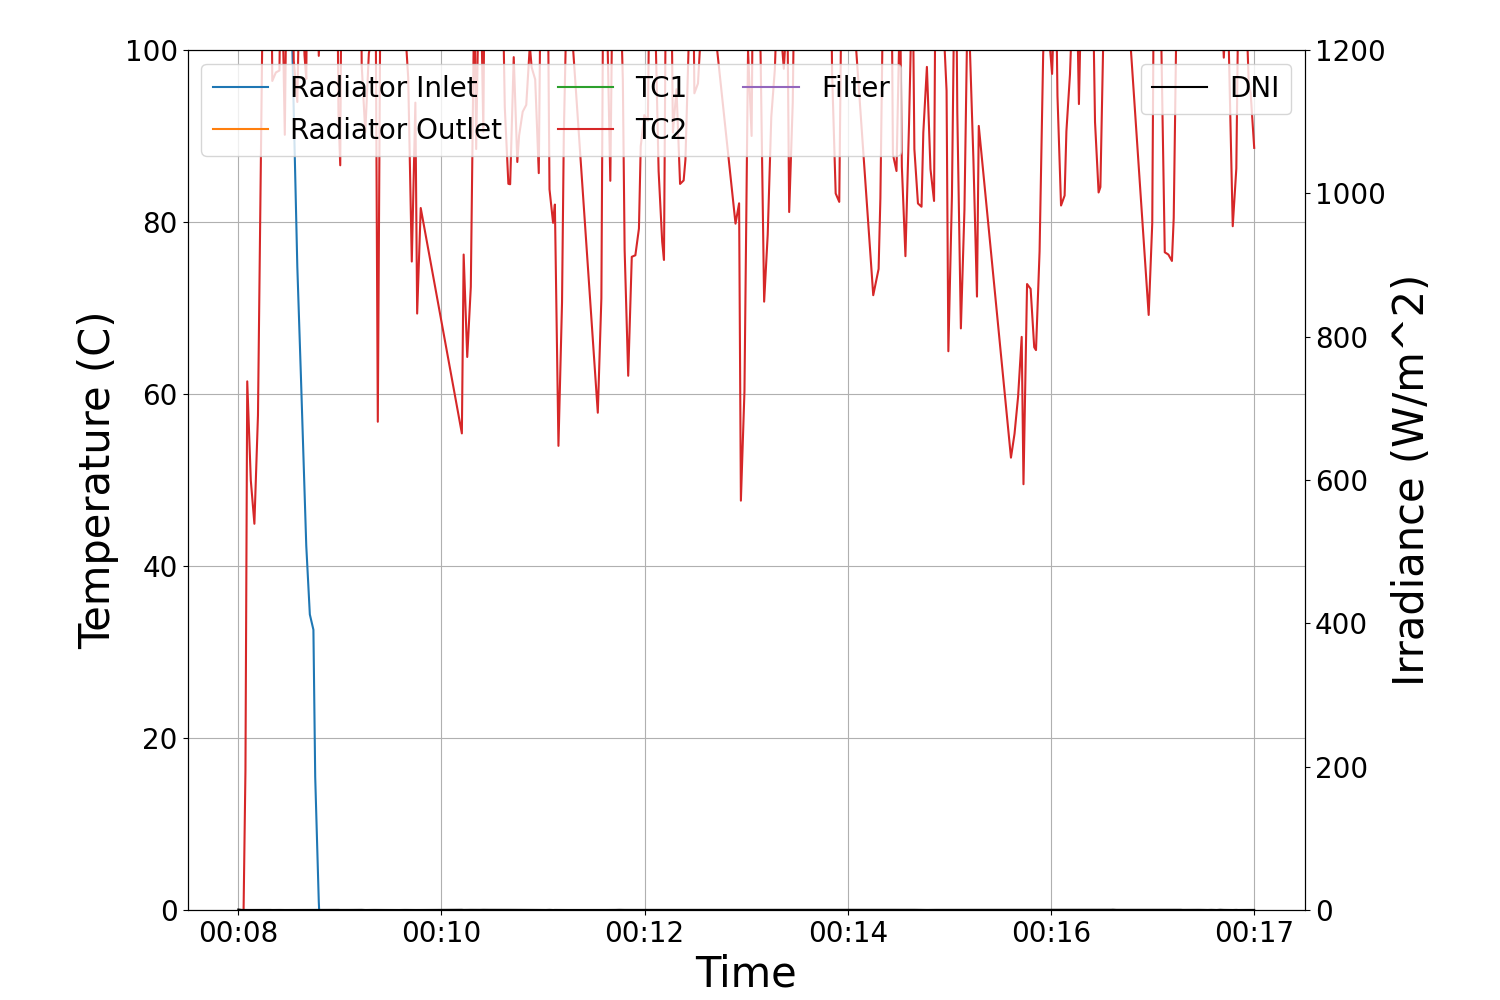 Radiator Inlet
Radiator Outlet
TC1
TC2
Filter
DNI
Temperature (C)
100
80
60
40
20
0
1200
1000
800
600
400
200
0
Irradiance (W/m^2)
00:08 00:10 00:12 00:14 00:16 00:17
Time